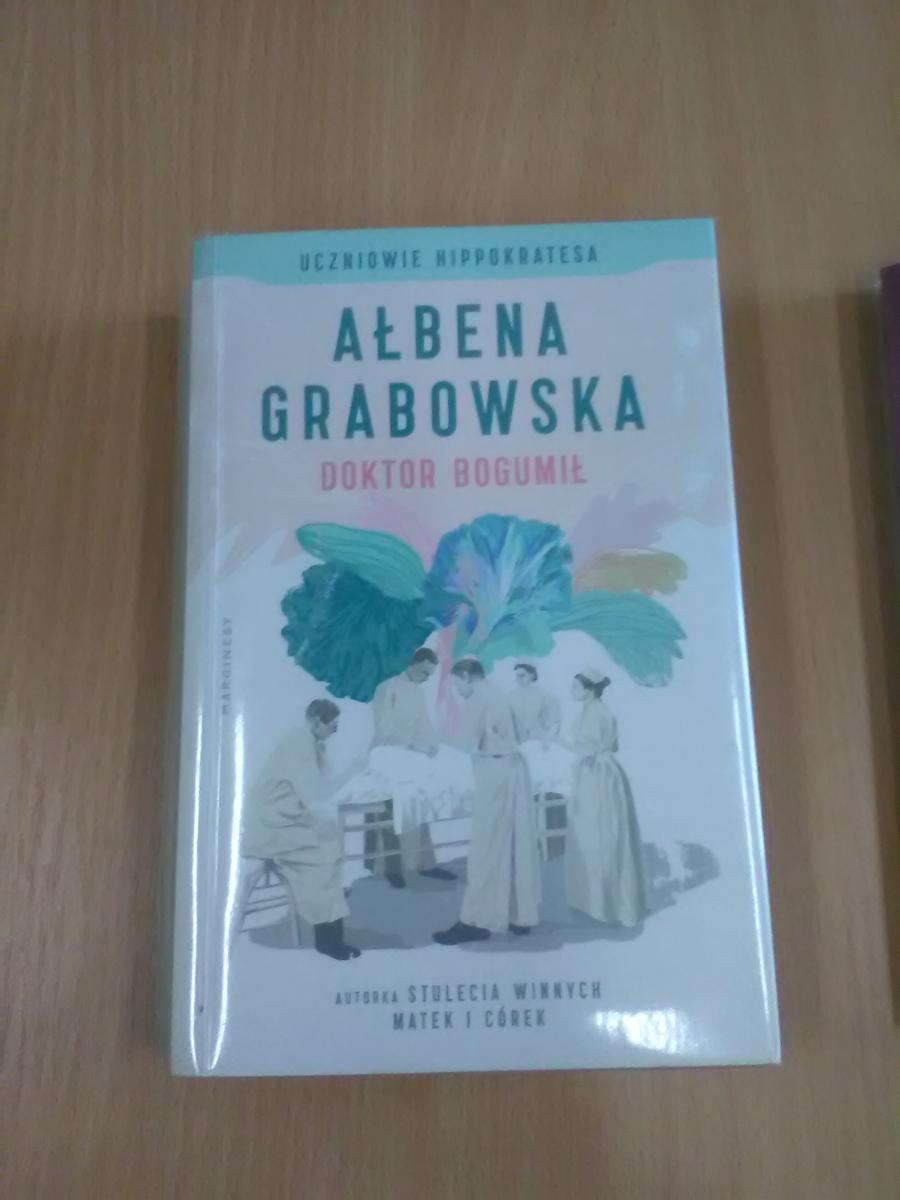 UCZNIOWIE HIPPOKRATESA
AŁBENA
GRABOWSKA
DOKTOR BOGUMIŁ
MARGINESY
AUTORKA STULECIA WINNYCH
MATEK I CÓREK